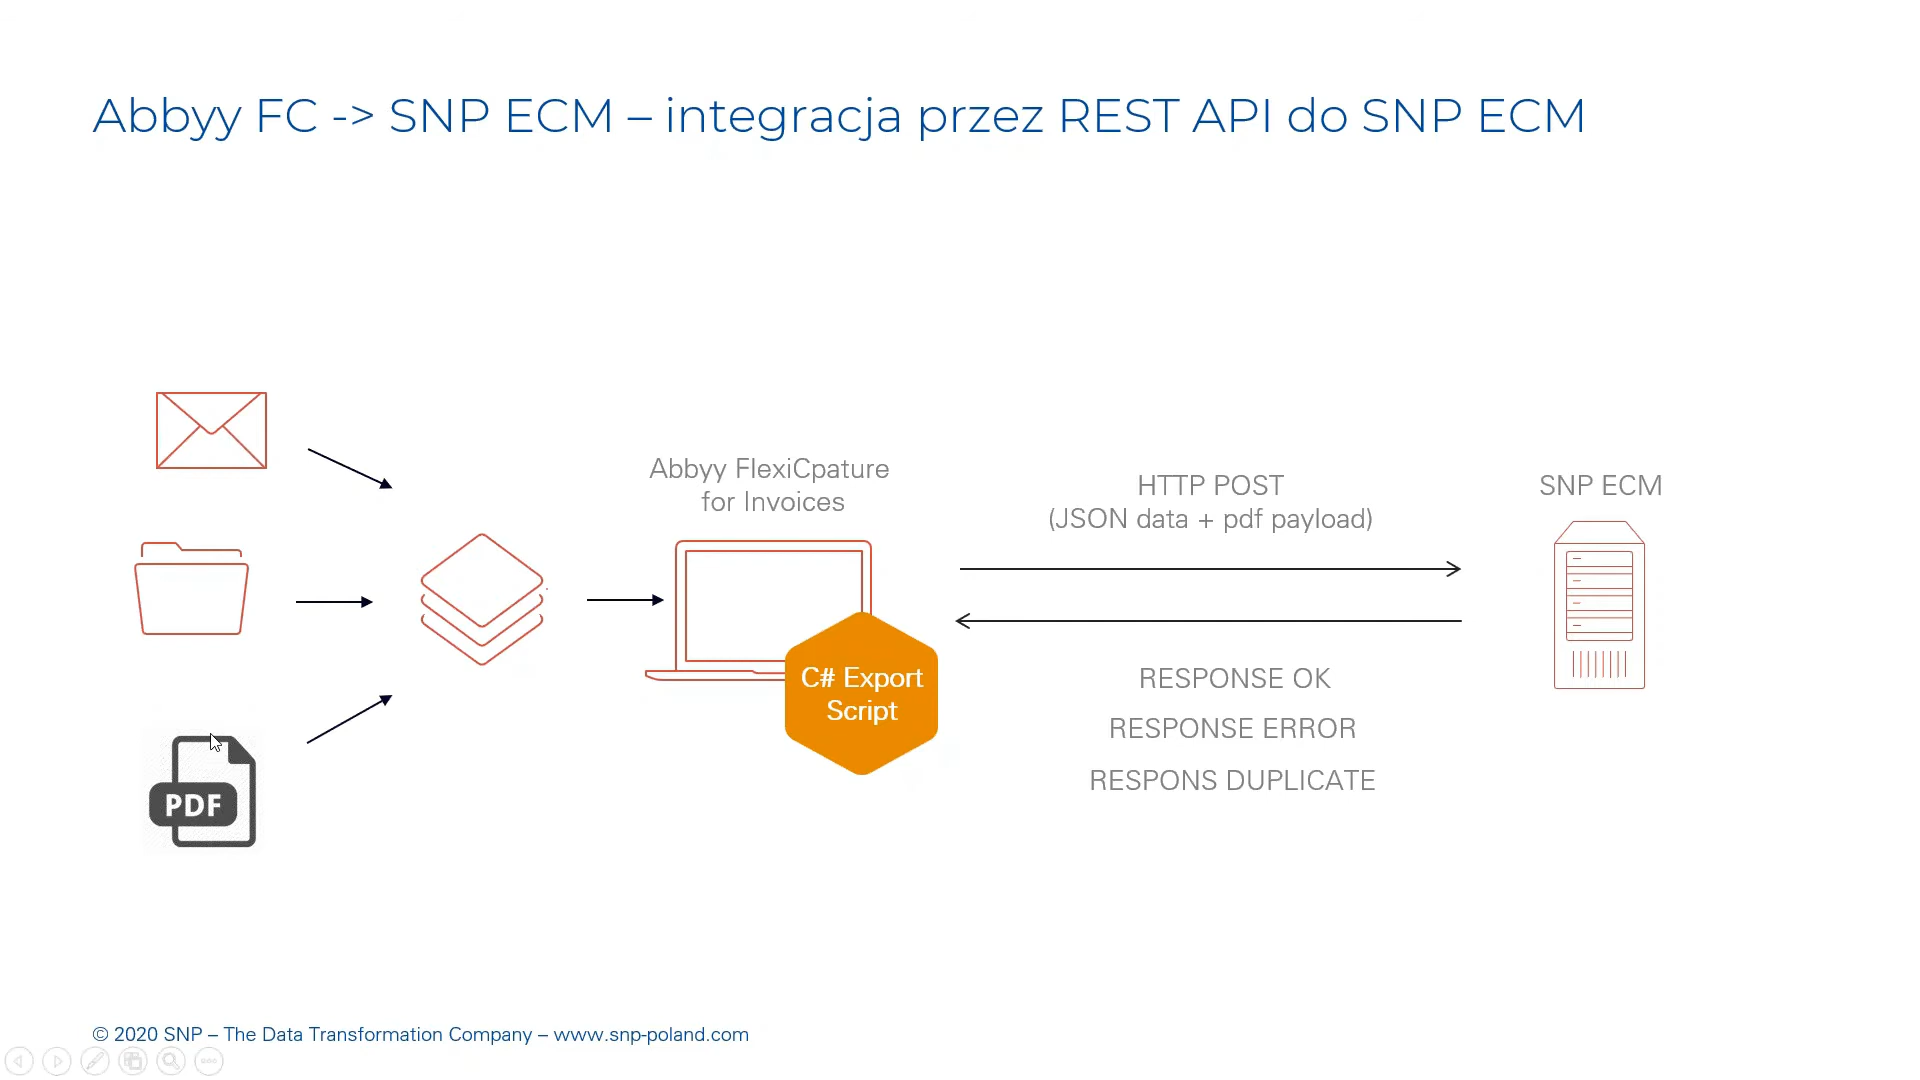 Abbyy FC -> SNP ECM – integracja przez REST API do SNP ECM
Abbyy FlexiCpature
for Invoices
HTTP POST
(JSON data + pdf payload)
SNP ECM
C# Export
Script
RESPONSE OK
RESPONSE ERROR
RESPONS DUPLICATE
PDF
© 2020 SNP – The Data Transformation Company – www.snp-poland.com